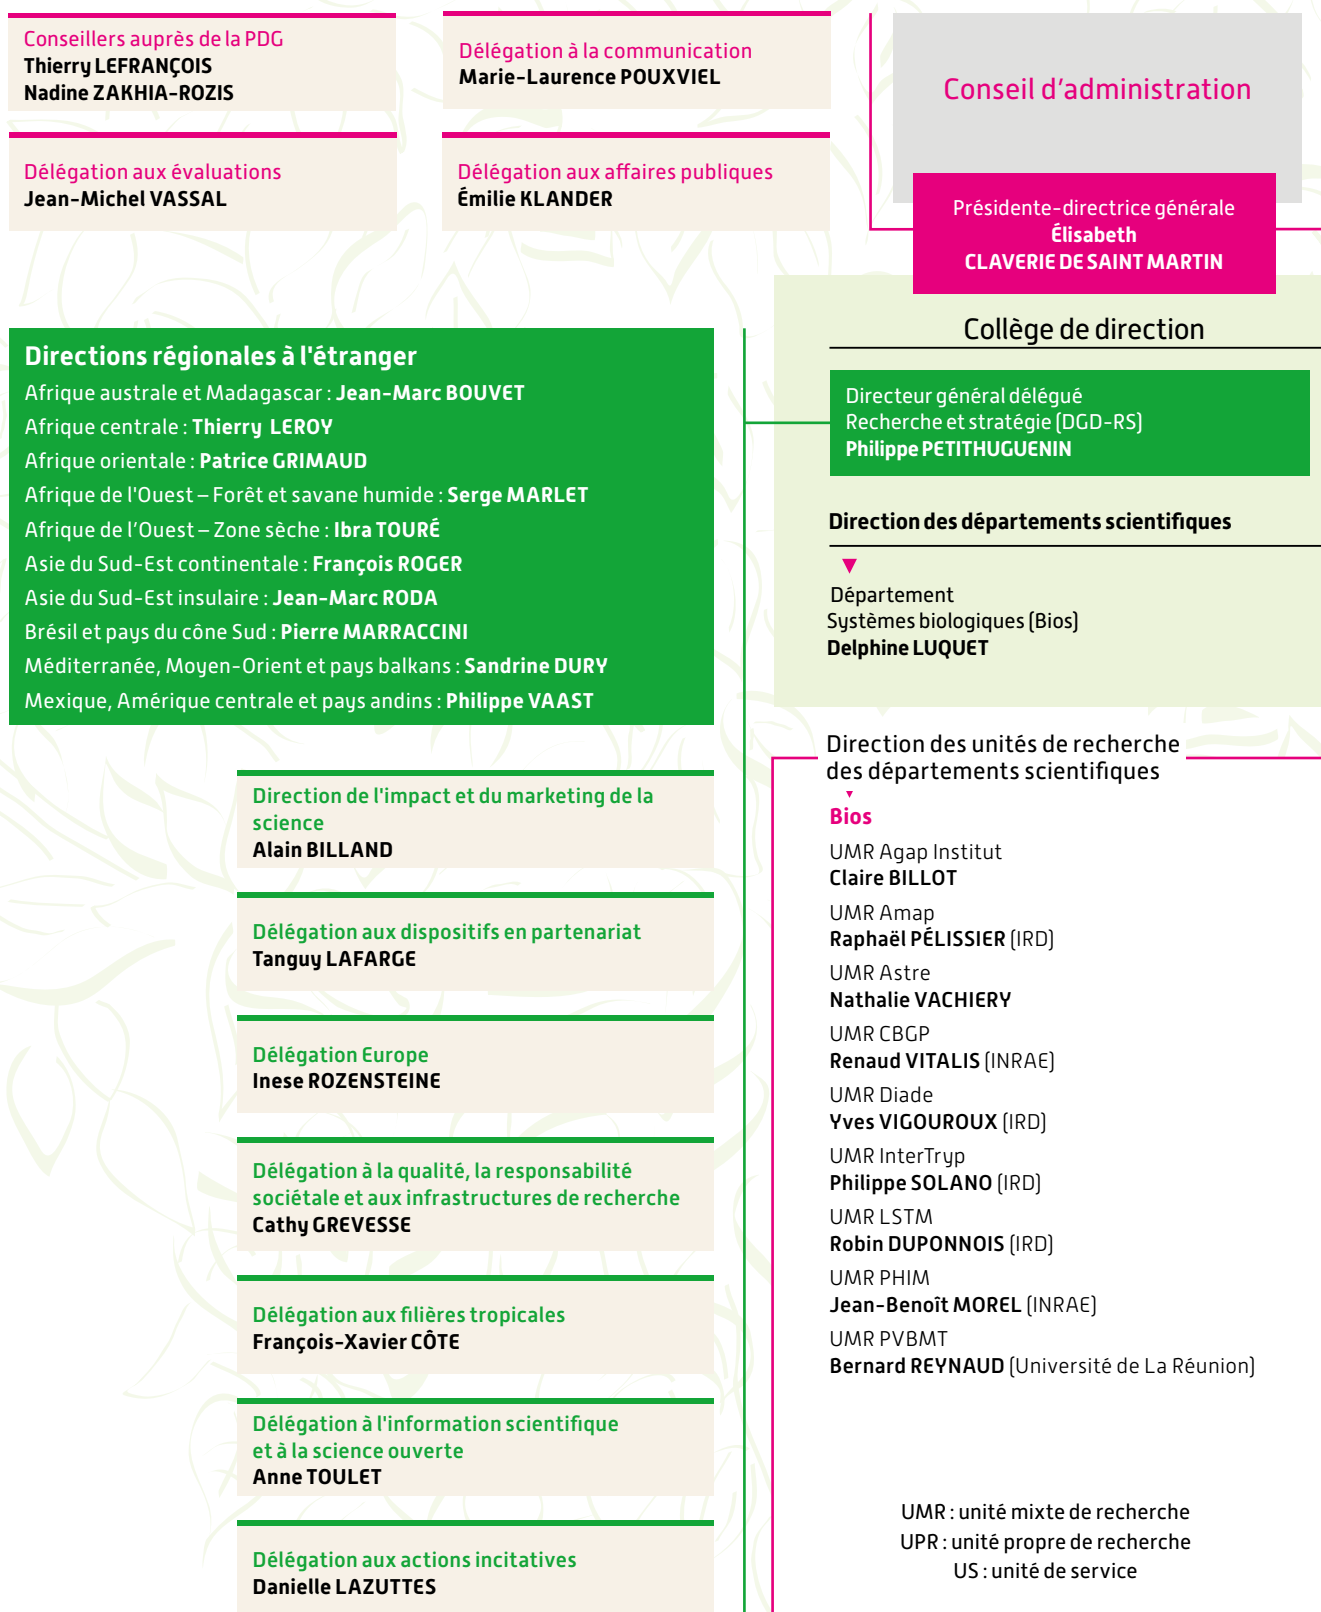 Conseillers auprès de la PDG
Thierry LEFRANÇOIS
Nadine ZAKHIA-ROZIS
Délégation à la communication
Marie-Laurence POUXVIEL
Délégation aux évaluations
Jean-Michel VASSAL
Délégation aux affaires publiques
Émilie KLANDER
Conseil d’administration
Présidente-directrice générale
Élisabeth
CLAVERIE DE SAINT MARTIN
Directions régionales à l'étranger
Afrique australe et Madagascar : Jean-Marc BOUVET
Afrique centrale : Thierry LEROY
Afrique orientale : Patrice GRIMAUD
Afrique de l'Ouest – Forêt et savane humide : Serge MARLET
Afrique de l’Ouest – Zone sèche : Ibra TOURÉ
Asie du Sud-Est continentale : François ROGER
Asie du Sud-Est insulaire : Jean-Marc RODA
Brésil et pays du cône Sud : Pierre MARRACCINI
Méditerranée, Moyen-Orient et pays balkans : Sandrine DURY
Mexique, Amérique centrale et pays andins : Philippe VAAST
Collège de direction
Directeur général délégué
Recherche et stratégie (DGD-RS)
Philippe PETITHUGUENIN
Direction des départements scientifiques
Département
Systèmes biologiques (Bios)
Delphine LUQUET
Direction de l'impact et du marketing de la
science
Alain BILLAND
Délégation aux dispositifs en partenariat
Tanguy LAFARGE
Délégation Europe
Inese ROZENSTEINE
Délégation à la qualité, la responsabilité
sociétale et aux infrastructures de recherche
Cathy GREVESSE
Délégation aux filières tropicales
François-Xavier CÔTE
Délégation à l'information scientifique
et à la science ouverte
Anne TOULET
Délégation aux actions incitatives
Danielle LAZUTTES
Direction des unités de recherche
des départements scientifiques
Bios
UMR Agap Institut
Claire BILLOT
UMR Amap
Raphaël PÉLISSIER (IRD)
UMR Astre
Nathalie VACHIERY
UMR CBGP
Renaud VITALIS (INRAE)
UMR Diade
Yves VIGOUROUX (IRD)
UMR InterTryp
Philippe SOLANO (IRD)
UMR LSTM
Robin DUPONNOIS (IRD)
UMR PHIM
Jean-Benoît MOREL (INRAE)
UMR PVBMT
Bernard REYNAUD (Université de La Réunion)
UMR : unité mixte de recherche
UPR : unité propre de recherche
US : unité de service